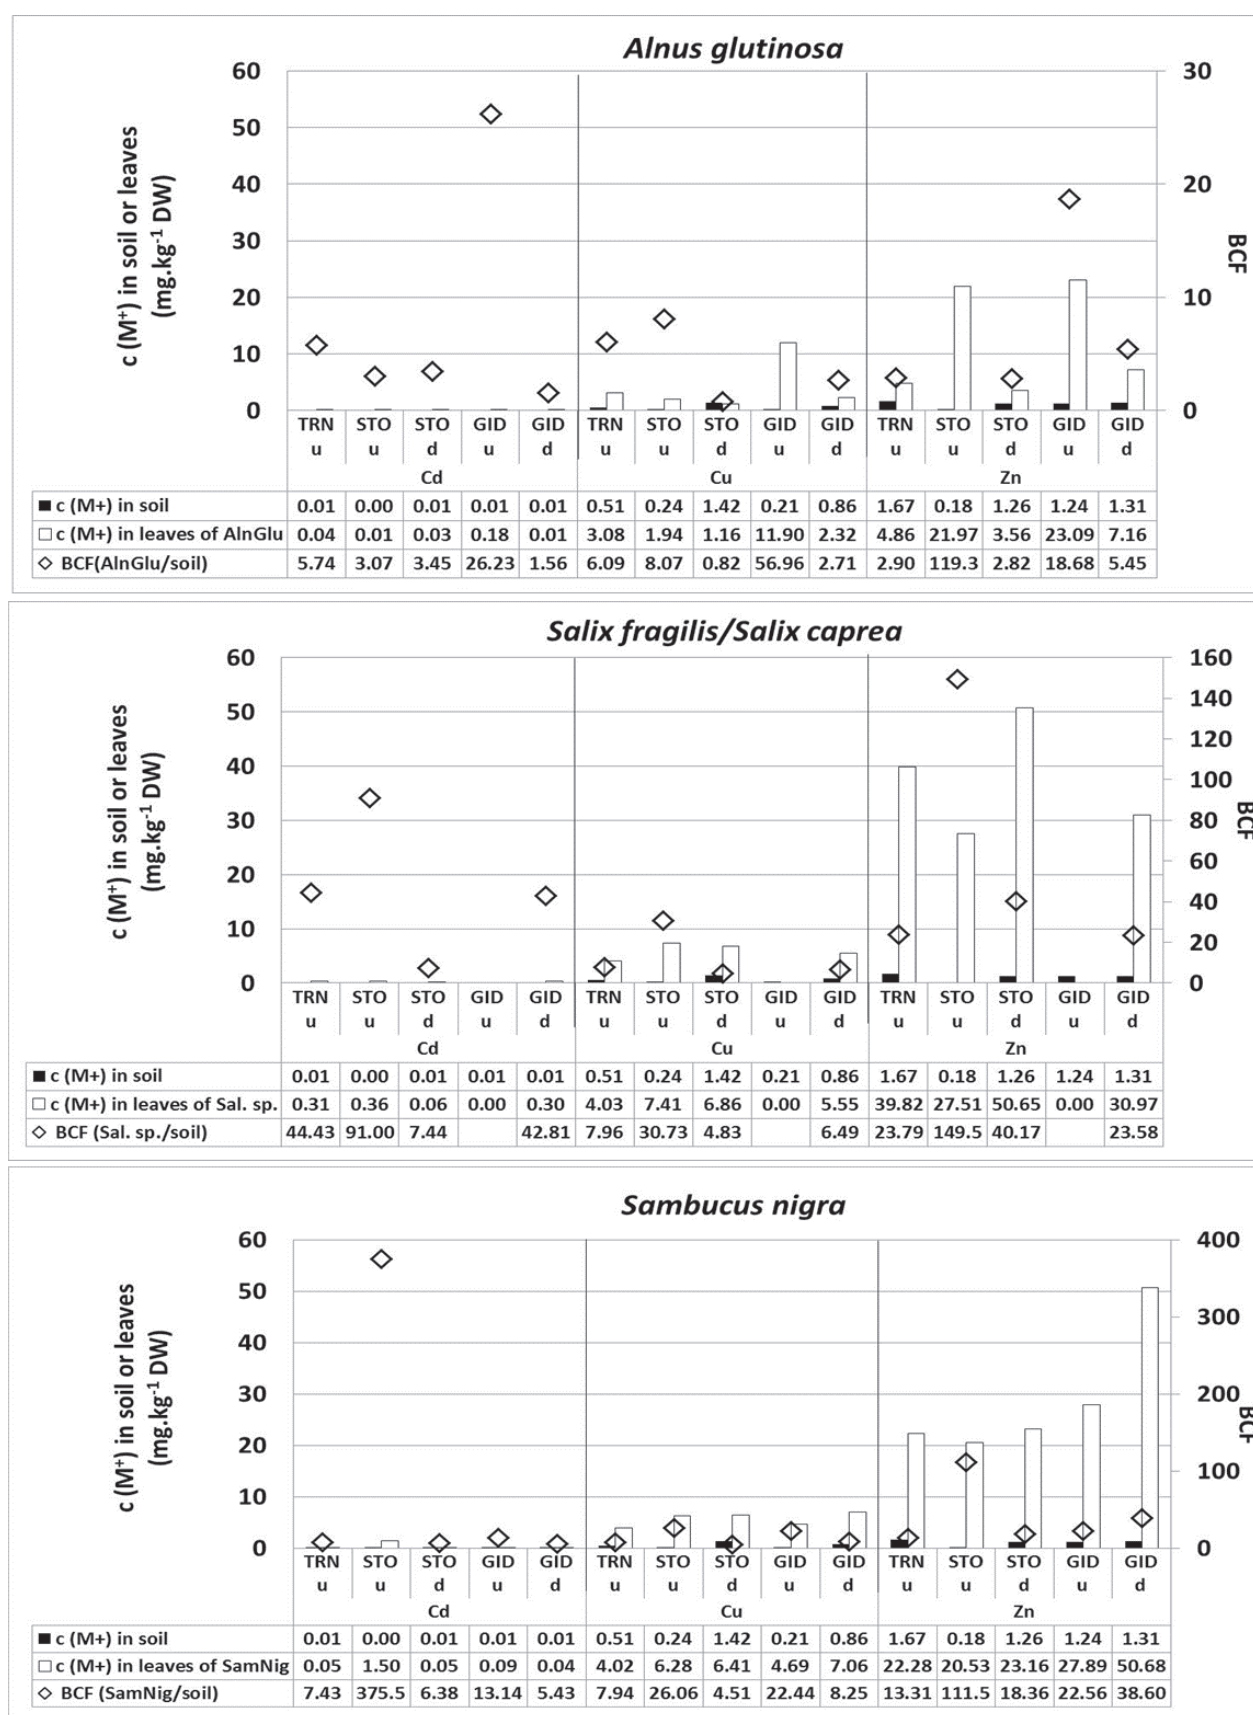 Alnus glutinosa
c (M⁺) in soil or leaves
(mg.kg⁻¹ DW)
60
50
40
30
20
10
0
30
20
10
0
BCF
TRN STO STO GID GID TRN STO STO GID GID TRN STO STO GID GID
u u d u d u u d u d u u d u d
Cd Cu Zn
c (M+) in soil 0.01 0.00 0.01 0.01 0.01 0.51 0.24 1.42 0.21 0.86 1.67 0.18 1.26 1.24 1.31
c (M+) in leaves of AlnGlu 0.04 0.01 0.03 0.18 0.01 3.08 1.94 1.16 11.90 2.32 4.86 21.97 3.56 23.09 7.16
BCF(AlnGlu/soil) 5.74 3.07 3.45 26.23 1.56 6.09 8.07 0.82 56.96 2.71 2.90 119.3 2.82 18.68 5.45
Salix fragilis/Salix caprea
c (M⁺) in soil or leaves
(mg.kg⁻¹ DW)
60
50
40
30
20
10
0
160
140
120
100
80
60
40
20
0
BCF
TRN STO STO GID GID TRN STO STO GID GID TRN STO STO GID GID
u u d u d u u d u d u u d u d
Cd Cu Zn
c (M+) in soil 0.01 0.00 0.01 0.01 0.01 0.51 0.24 1.42 0.21 0.86 1.67 0.18 1.26 1.24 1.31
c (M+) in leaves of Sal. sp. 0.31 0.36 0.06 0.00 0.30 4.03 7.41 6.86 0.00 5.55 39.82 27.51 50.65 0.00 30.97
BCF (Sal. sp./soil) 44.43 91.00 7.44 42.81 7.96 30.73 4.83 6.49 23.79 149.5 40.17 23.58
Sambucus nigra
c (M⁺) in soil or leaves
(mg.kg⁻¹ DW)
60
50
40
30
20
10
0
400
300
200
100
0
BCF
TRN STO STO GID GID TRN STO STO GID GID TRN STO STO GID GID
u u d u d u u d u d u u d u d
Cd Cu Zn
c (M+) in soil 0.01 0.00 0.01 0.01 0.01 0.51 0.24 1.42 0.21 0.86 1.67 0.18 1.26 1.24 1.31
c (M+) in leaves of SamNig 0.05 1.50 0.05 0.09 0.04 4.02 6.28 6.41 4.69 7.06 22.28 20.53 23.16 27.89 50.68
BCF (SamNig/soil) 7.43 375.5 6.38 13.14 5.43 7.94 26.06 4.51 22.44 8.25 13.31 111.5 18.36 22.56 38.60